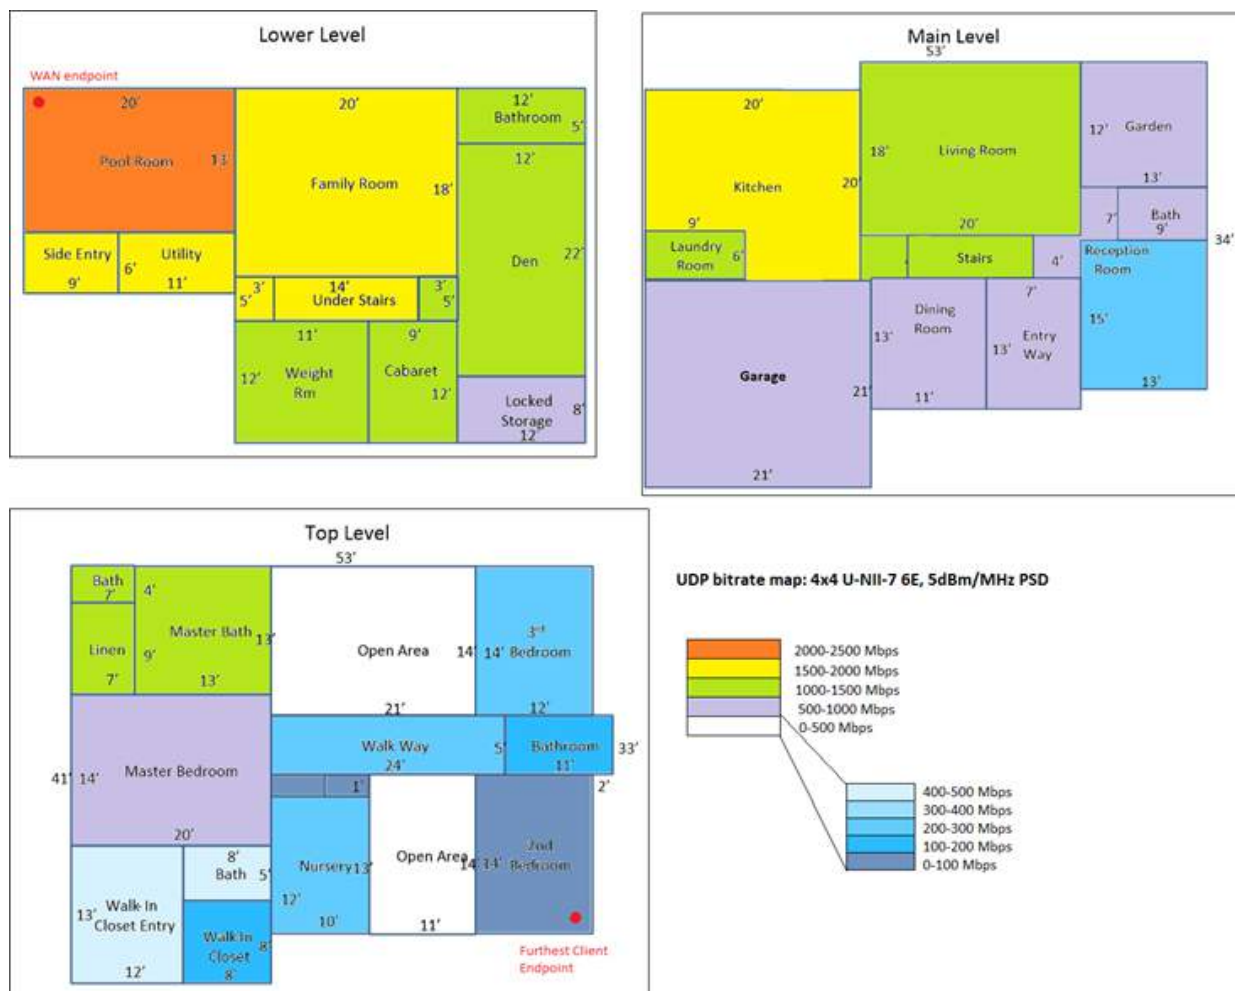 Lower Level
WAN endpoint
20'
Pool Room
13'
20'
Family Room
18'
12'
Bathroom
5'
12'
Den
22'
Side Entry
9'
6'
Utility
11'
3'
5'
14'
Under Stairs
3'
5'
11'
12'
Weight
Rm
9'
Cabaret
12'
Locked
Storage
8'
12'
Main Level
53'
20'
Kitchen
20'
9'
Laundry
Room
6'
18'
Living Room
20'
12'
Garden
13'
7'
Bath
9'
34'
Stairs
4'
Reception
Room
15'
13'
7'
Dining
Room
13'
11'
13'
Entry
Way
Garage
21'
21'
Top Level
53'
Bath
7'
4'
Linen
7'
9'
Master Bath
13'
13'
Open Area
14'
21'
14'
3rd
Bedroom
12'
Walk Way
5'
24'
Bathroom
11'
33'
2'
41'
14'
Master Bedroom
20'
1'
Nursery
13'
12'
10'
Open Area
14'
11'
14'
2nd
Bedroom
8'
Bath
5'
13'
Walk In
Closet Entry
12'
Walk In
Closet
8'
8'
Furthest Client
Endpoint
UDP bitrate map: 4x4 U-NII-7 6E, 5dBm/MHz PSD
2000-2500 Mbps
1500-2000 Mbps
1000-1500 Mbps
500-1000 Mbps
0-500 Mbps
400-500 Mbps
300-400 Mbps
200-300 Mbps
100-200 Mbps
0-100 Mbps